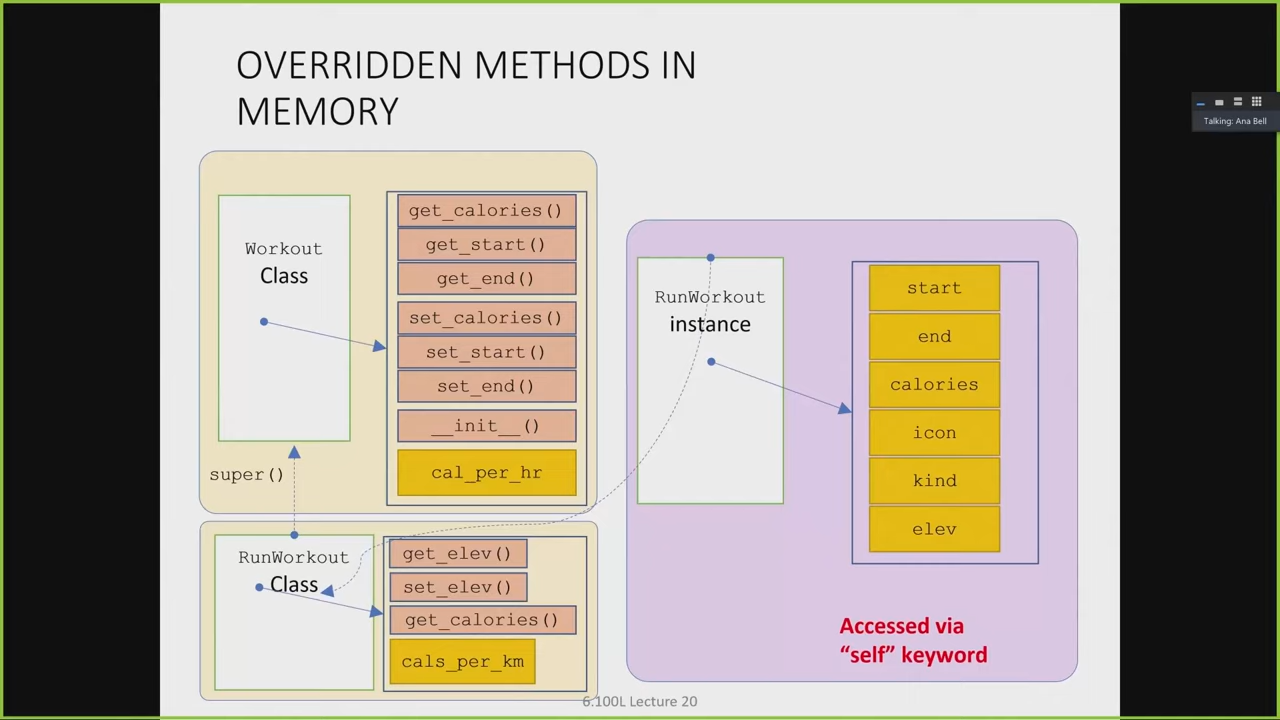 OVERRIDDEN METHODS IN
MEMORY
Talking: Ana Bell
Workout
Class
get_calories()
get_start()
get_end()
set_calories()
set_start()
set_end()
__init__()
cal_per_hr
super()
RunWorkout
Class
get_elev()
set_elev()
get_calories()
cals_per_km
RunWorkout
instance
start
end
calories
icon
kind
elev
Accessed via
“self” keyword
6.100L Lecture 20